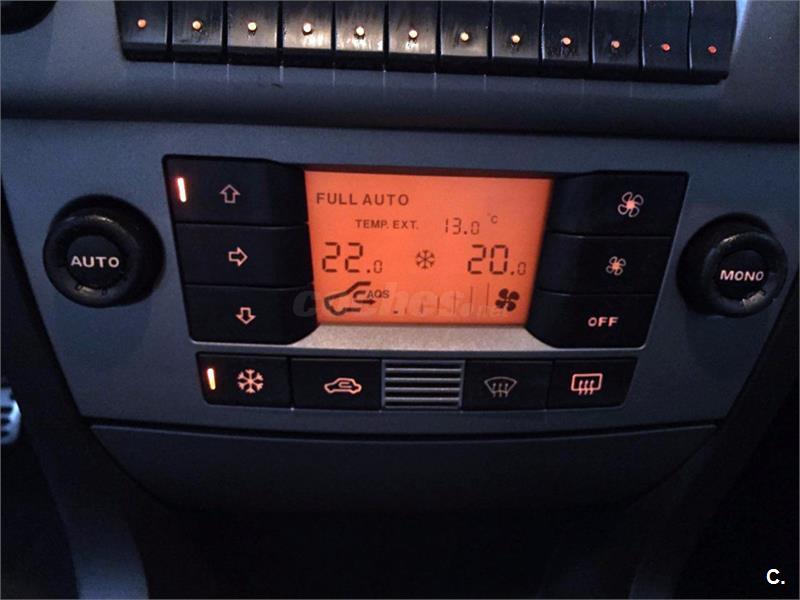 FULL AUTO
TEMP. EXT. 13.0 °C
AUTO
22.0
20.0
MONO
AQS
OFF
C.